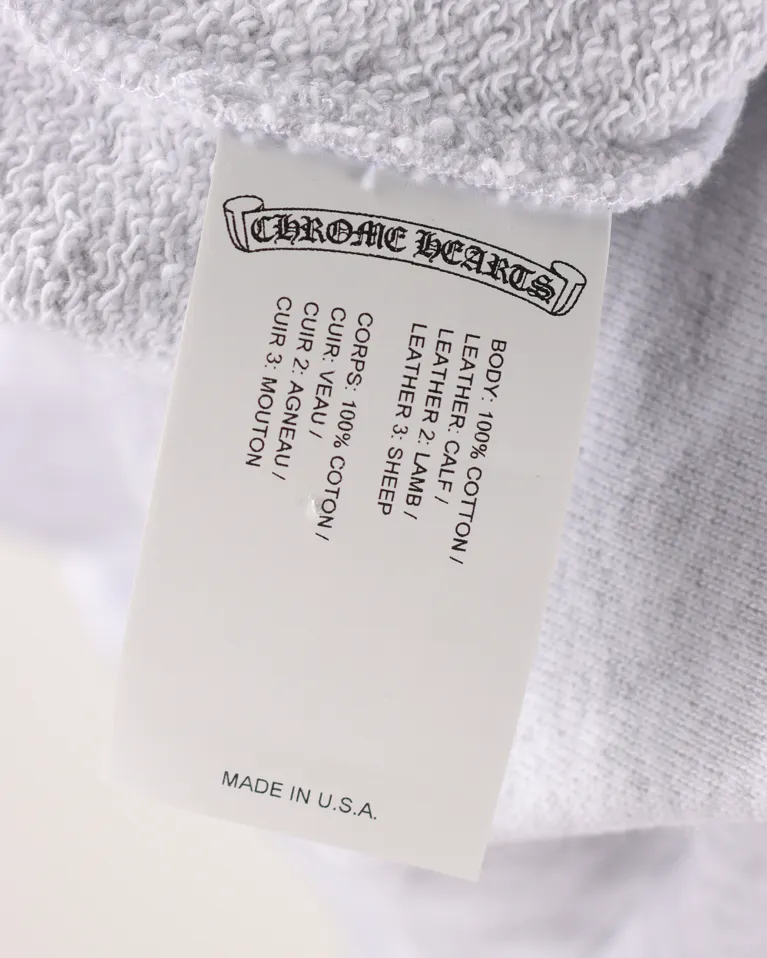 CHROME HEARTS
BODY: 100% COTTON /
LEATHER: CALF /
LEATHER 2: LAMB /
LEATHER 3: SHEEP
CORPS: 100% COTON /
CUIR: VEAU /
CUIR 2: AGNEAU /
CUIR 3: MOUTON
MADE IN U.S.A.